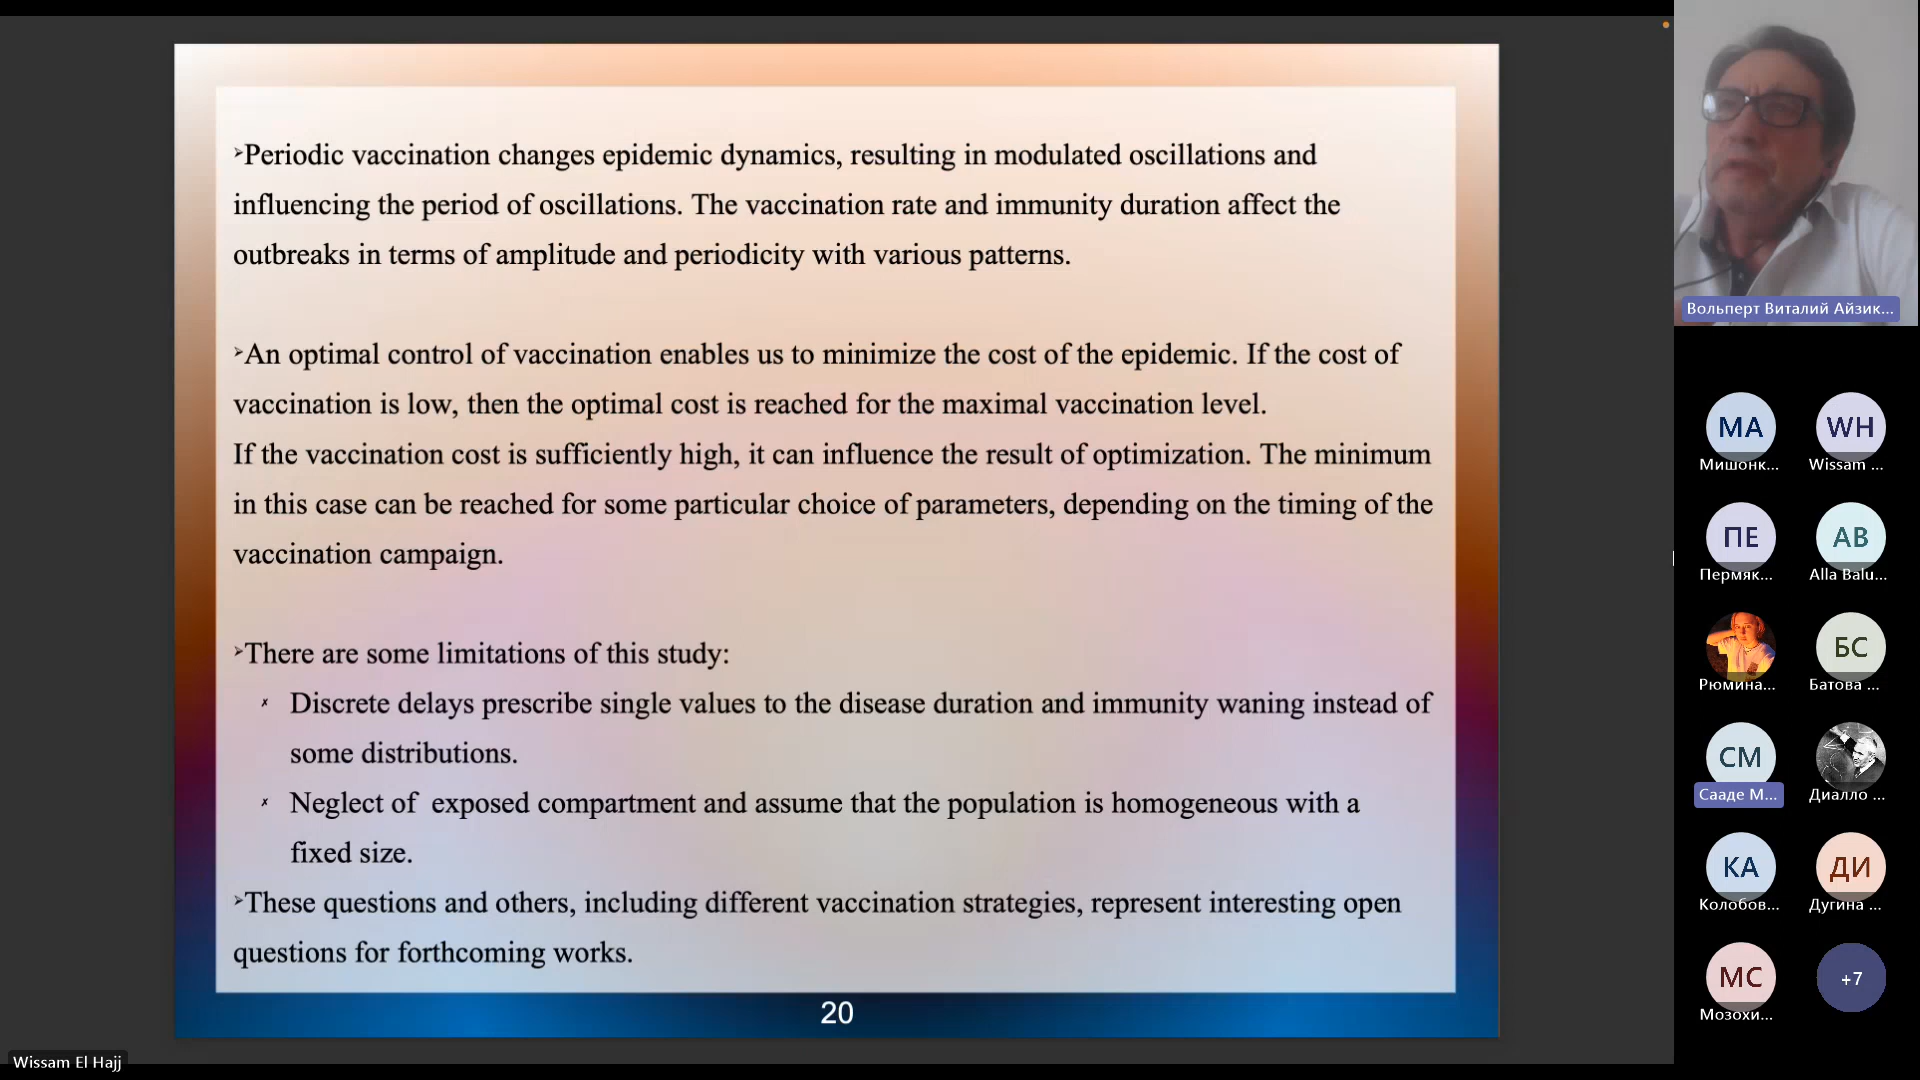 ➢Periodic vaccination changes epidemic dynamics, resulting in modulated oscillations and
influencing the period of oscillations. The vaccination rate and immunity duration affect the
outbreaks in terms of amplitude and periodicity with various patterns.
➢An optimal control of vaccination enables us to minimize the cost of the epidemic. If the cost of
vaccination is low, then the optimal cost is reached for the maximal vaccination level.
If the vaccination cost is sufficiently high, it can influence the result of optimization. The minimum
in this case can be reached for some particular choice of parameters, depending on the timing of the
vaccination campaign.
➢There are some limitations of this study:
✗ Discrete delays prescribe single values to the disease duration and immunity waning instead of
some distributions.
✗ Neglect of exposed compartment and assume that the population is homogeneous with a
fixed size.
➢These questions and others, including different vaccination strategies, represent interesting open
questions for forthcoming works.
20
Wissam El Hajj
Вольперт Виталий Айзик...
МА
Мишонк...
WH
Wissam ...
ПЕ
Пермяк...
AB
Alla Balu...
Рюмина...
БС
Батова ...
СМ
Сааде М...
Диалло ...
КА
Колобов...
ДИ
Дугина ...
МС
Мозохи...
+7